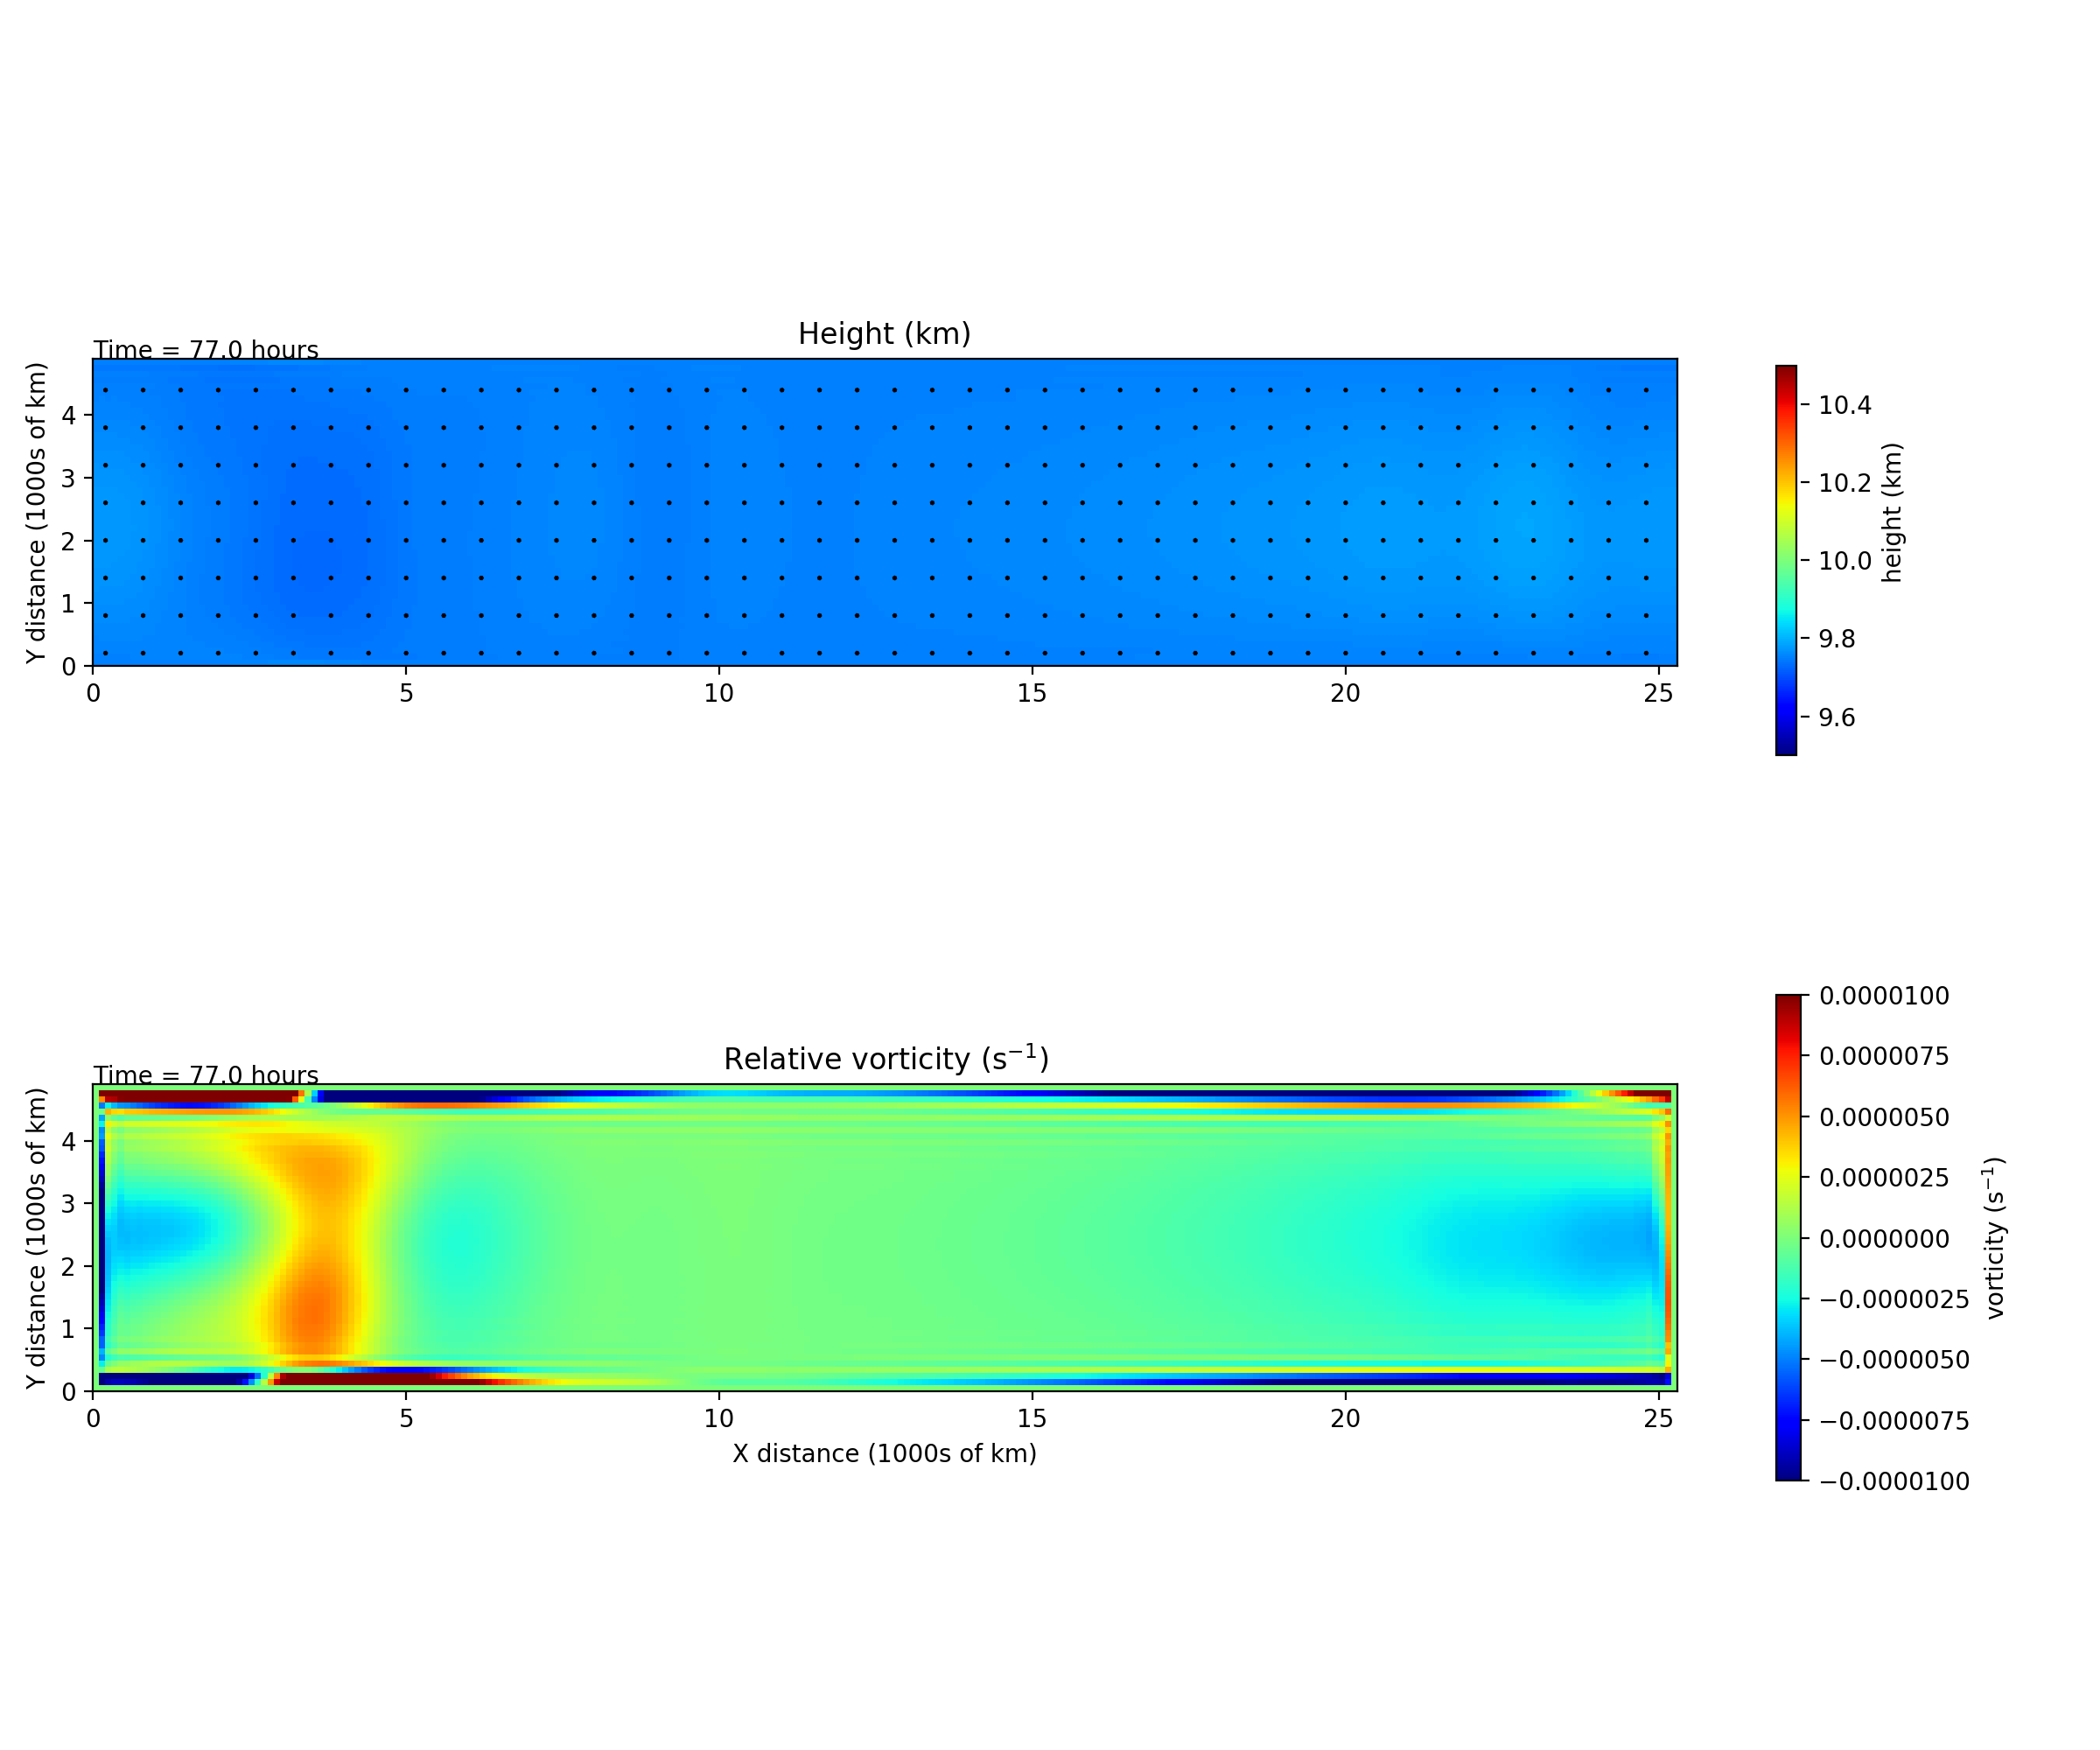 Height (km)
Time = 77.0 hours
Y distance (1000s of km)
4
3
2
1
0
0 5 10 15 20 25
10.4
10.2
10.0
9.8
9.6
height (km)
Relative vorticity (s⁻¹)
Time = 77.0 hours
Y distance (1000s of km)
4
3
2
1
0
0 5 10 15 20 25
X distance (1000s of km)
0.0000100
0.0000075
0.0000050
0.0000025
0.0000000
−0.0000025
−0.0000050
−0.0000075
−0.0000100
vorticity (s⁻¹)